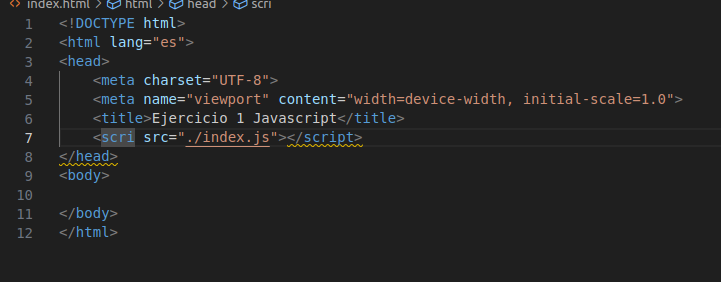 index.html > html > head > scri
1 <!DOCTYPE html>
2 <html lang="es">
3 <head>
4 <meta charset="UTF-8">
5 <meta name="viewport" content="width=device-width, initial-scale=1.0">
6 <title>Ejercicio 1 Javascript</title>
7 <scri src="./index.js"></script>
8 </head>
9 <body>
10
11 </body>
12 </html>